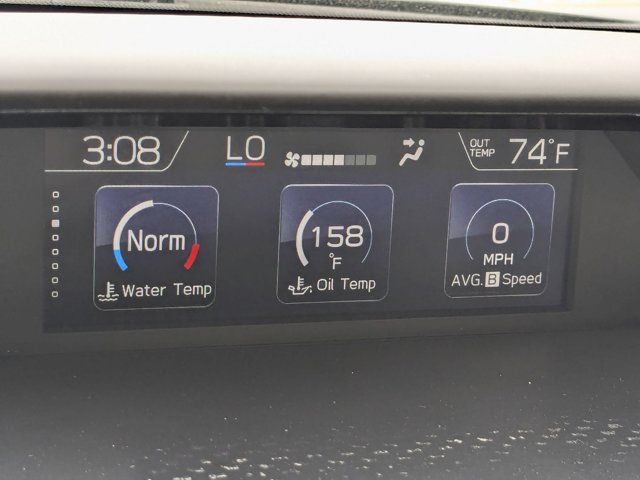 3:08 LO OUT TEMP 74°F
Norm
Water Temp
158
°F
Oil Temp
0
MPH
AVG. B Speed